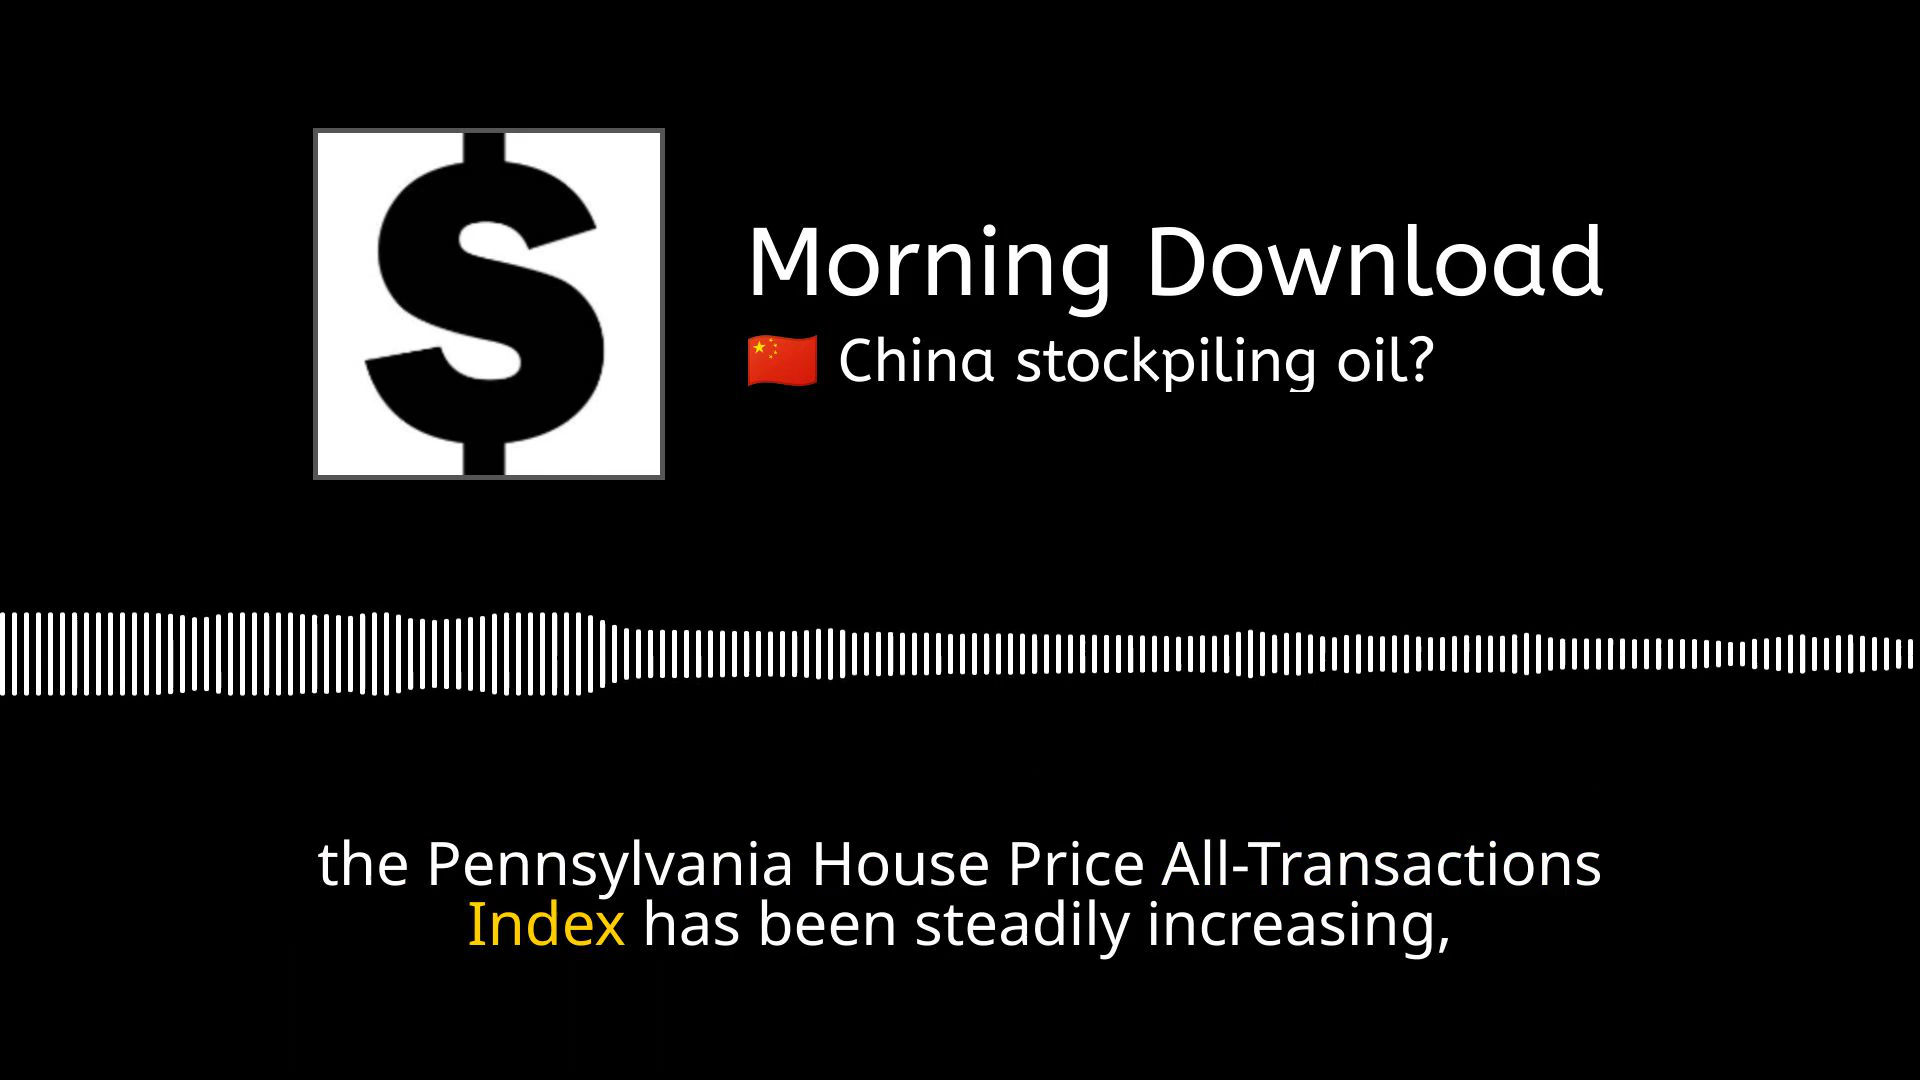 $
Morning Download
🇨🇳 China stockpiling oil?
the Pennsylvania House Price All-Transactions
Index has been steadily increasing,